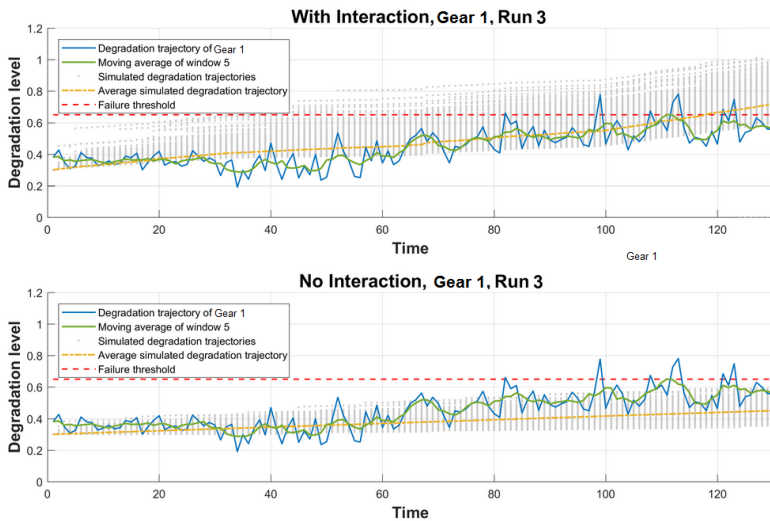 With Interaction, Gear 1, Run 3
Degradation level
1.2
1
0.8
0.6
0.4
0.2
0
Degradation trajectory of Gear 1
Moving average of window 5
Simulated degradation trajectories
Average simulated degradation trajectory
Failure threshold
0 20 40 60 80 100 120
Time
Gear 1
No Interaction, Gear 1, Run 3
Degradation level
1.2
1
0.8
0.6
0.4
0.2
0
Degradation trajectory of Gear 1
Moving average of window 5
Simulated degradation trajectories
Average simulated degradation trajectory
Failure threshold
0 20 40 60 80 100 120
Time